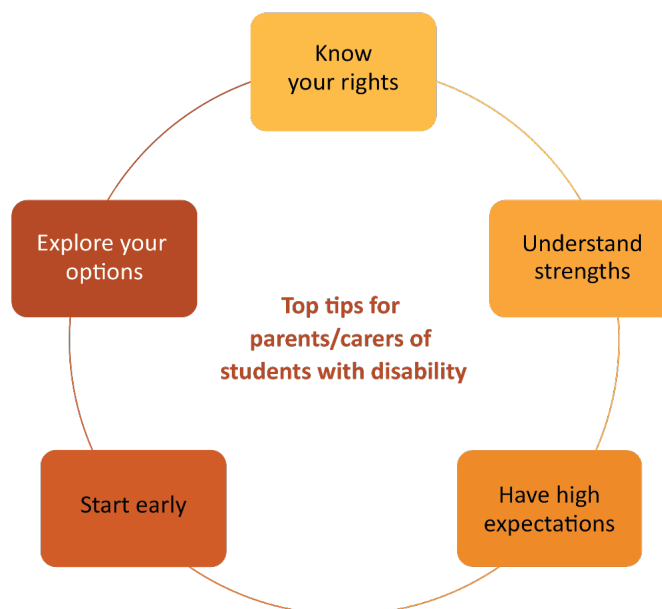 Know
your rights
Understand
strengths
Have high
expectations
Start early
Explore your
options
Top tips for
parents/carers of
students with disability